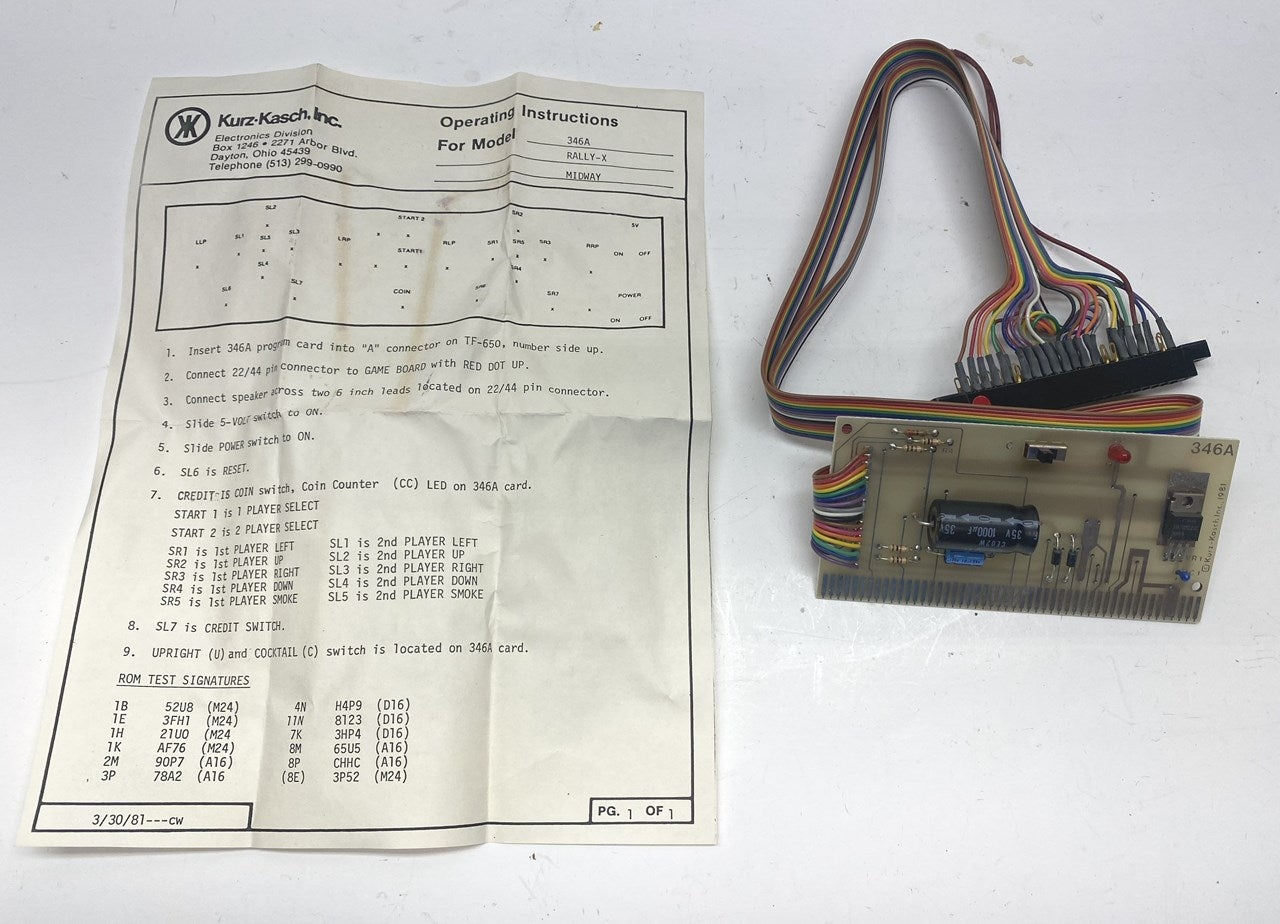 Kurz-Kasch, Inc.
Electronics Division
Box 1246 • 2271 Arbor Blvd.
Dayton, Ohio 45439
Telephone (513) 299-0990
Operating Instructions
For Model 346A
RALLY-X
MIDWAY
SL2
START 2
SR2
5V
LLP
SL1
SL5
SL3
LRP
START1
RLP
SR1
SR5
SR3
RRP
ON OFF
SL4
SR4
SL6
SL7
COIN
SR6
SR7
POWER
ON OFF
1. Insert 346A program card into "A" connector on TF-650, number side up.
2. Connect 22/44 pin connector to GAME BOARD with RED DOT UP.
3. Connect speaker across two 6 inch leads located on 22/44 pin connector.
4. Slide 5-VOLT switch to ON.
5. Slide POWER switch to ON.
6. SL6 is RESET.
7. CREDIT IS COIN switch, Coin Counter (CC) LED on 346A card.
START 1 is 1 PLAYER SELECT
START 2 is 2 PLAYER SELECT
SR1 is 1st PLAYER LEFT SL1 is 2nd PLAYER LEFT
SR2 is 1st PLAYER UP SL2 is 2nd PLAYER UP
SR3 is 1st PLAYER RIGHT SL3 is 2nd PLAYER RIGHT
SR4 is 1st PLAYER DOWN SL4 is 2nd PLAYER DOWN
SR5 is 1st PLAYER SMOKE SL5 is 2nd PLAYER SMOKE
8. SL7 is CREDIT SWITCH.
9. UPRIGHT (U) and COCKTAIL (C) switch is located on 346A card.
ROM TEST SIGNATURES
1B 52U8 (M24) 4N H4P9 (D16)
1E 3FH1 (M24) 11N 8123 (D16)
1H 21U0 (M24 7K 3HP4 (D16)
1K AF76 (M24) 8M 65U5 (A16)
2M 90P7 (A16) 8P CHHC (A16)
3P 78A2 (A16 (8E) 3P52 (M24)
3/30/81---cw
PG. 1 OF 1
346A
C
35V 1000µF 35V
CE02W
© Kurz-Kasch, Inc. 1981